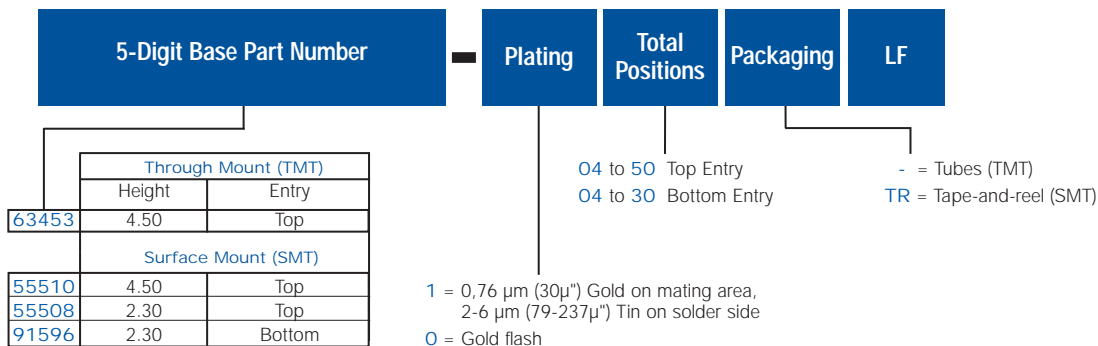 5-Digit Base Part Number
Plating
Total
Positions
Packaging
LF
Through Mount (TMT)
Height Entry
63453 4.50 Top
Surface Mount (SMT)
55510 4.50 Top
55508 2.30 Top
91596 2.30 Bottom
1 = 0,76 µm (30µ") Gold on mating area,
2-6 µm (79-237µ") Tin on solder side
0 = Gold flash
04 to 50 Top Entry
04 to 30 Bottom Entry
- = Tubes (TMT)
TR = Tape-and-reel (SMT)